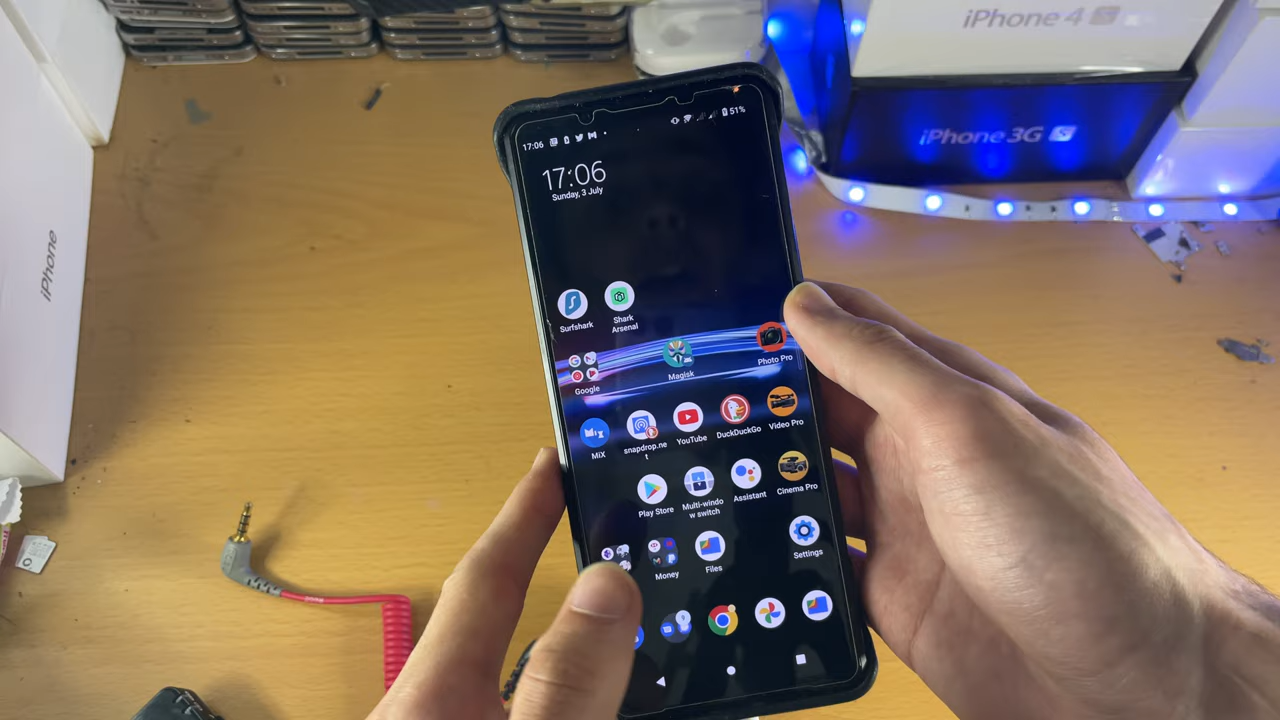 iPhone 4 S
iPhone 3G S
iPhone
17:06
51%
17:06
Sunday, 3 July
Surfshark
Shark
Arsenal
Google
Magisk
Photo Pro
MiX
MiX
snapdrop.ne
t
YouTube
DuckDuckGo
Video Pro
Play Store
Multi-windo
w switch
Assistant
Cinema Pro
Money
Files
Settings